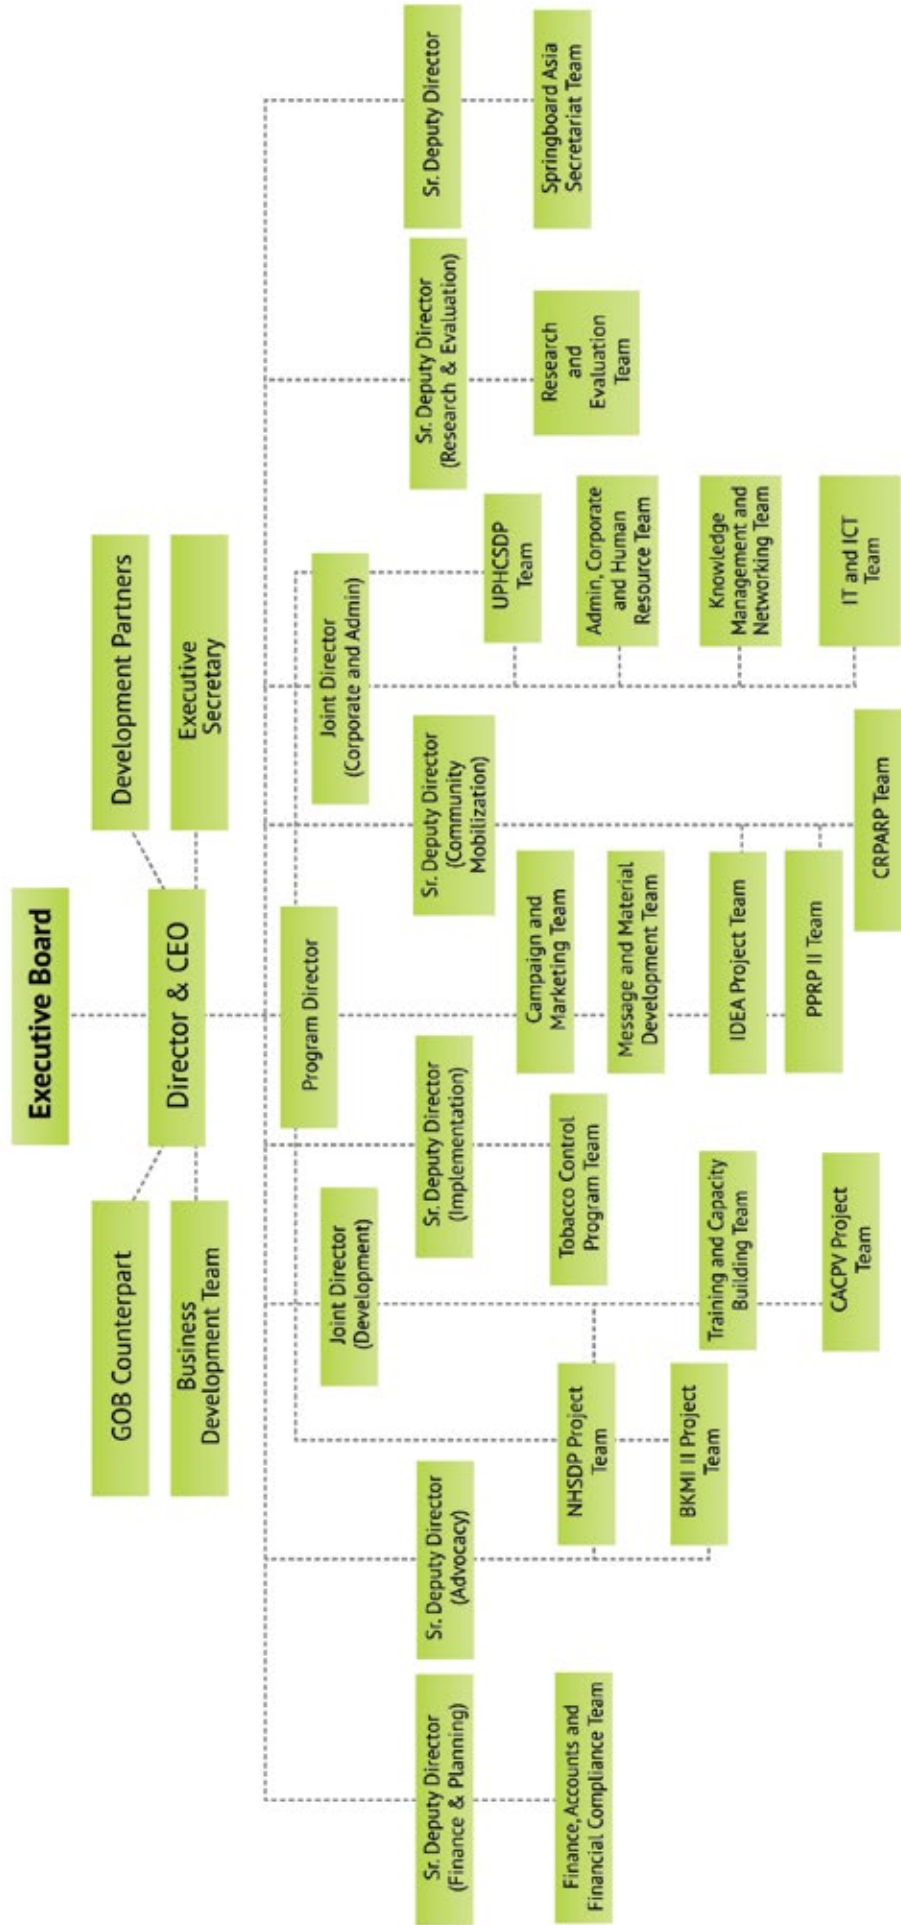 Executive Board
GOB Counterpart
Development Partners
Director & CEO
Business
Development Team
Executive
Secretary
Program Director
Joint Director
(Development)
Joint Director
(Corporate and Admin)
Sr. Deputy Director
(Finance & Planning)
Sr. Deputy Director
(Advocacy)
Sr. Deputy Director
(Implementation)
Sr. Deputy Director
(Community
Mobilization)
Sr. Deputy Director
(Research & Evaluation)
Sr. Deputy Director
Finance, Accounts and
Financial Compliance Team
NHSDP Project
Team
BKMI II Project
Team
Tobacco Control
Program Team
Training and Capacity
Building Team
CACPV Project
Team
Campaign and
Marketing Team
Message and Material
Development Team
IDEA Project Team
PPRP II Team
CRPARP Team
UPHCSDP
Team
Admin, Corporate
and Human
Resource Team
Knowledge
Management and
Networking Team
IT and ICT
Team
Research
and
Evaluation
Team
Springboard Asia
Secretariat Team